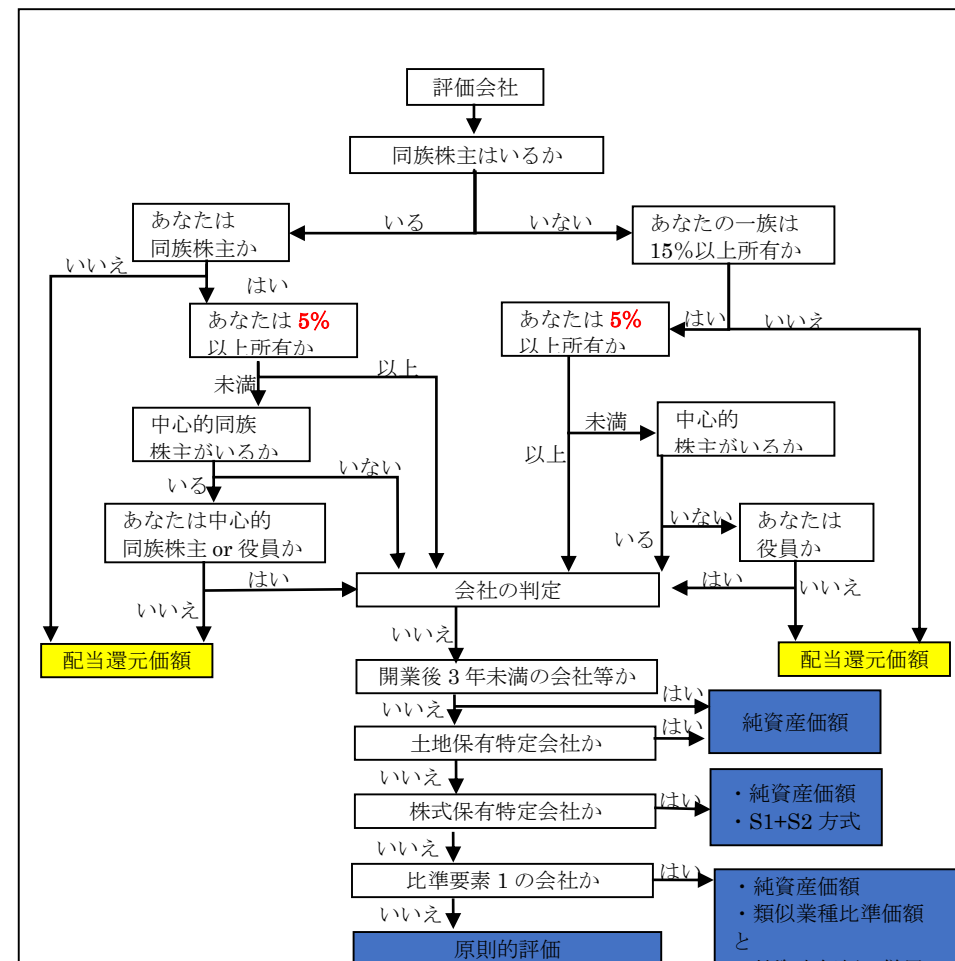 評価会社
同族株主はいるか
いる
いない
あなたは
同族株主か
あなたの一族は
15%以上所有か
いいえ
はい
あなたは 5%
以上所有か
あなたは 5%
以上所有か
はい
いいえ
未満
以上
中心的同族
株主がいるか
以上
未満
中心的
株主がいるか
いる
いない
あなたは中心的
同族株主 or 役員か
いる
いない
あなたは
役員か
はい
いいえ
会社の判定
はい
いいえ
配当還元価額
いいえ
配当還元価額
開業後 3 年未満の会社等か
はい
いいえ
純資産価額
土地保有特定会社か
はい
いいえ
株式保有特定会社か
はい
・純資産価額
・S1+S2 方式
いいえ
比準要素 1 の会社か
はい
・純資産価額
・類似業種比準価額
と
いいえ
原則的評価